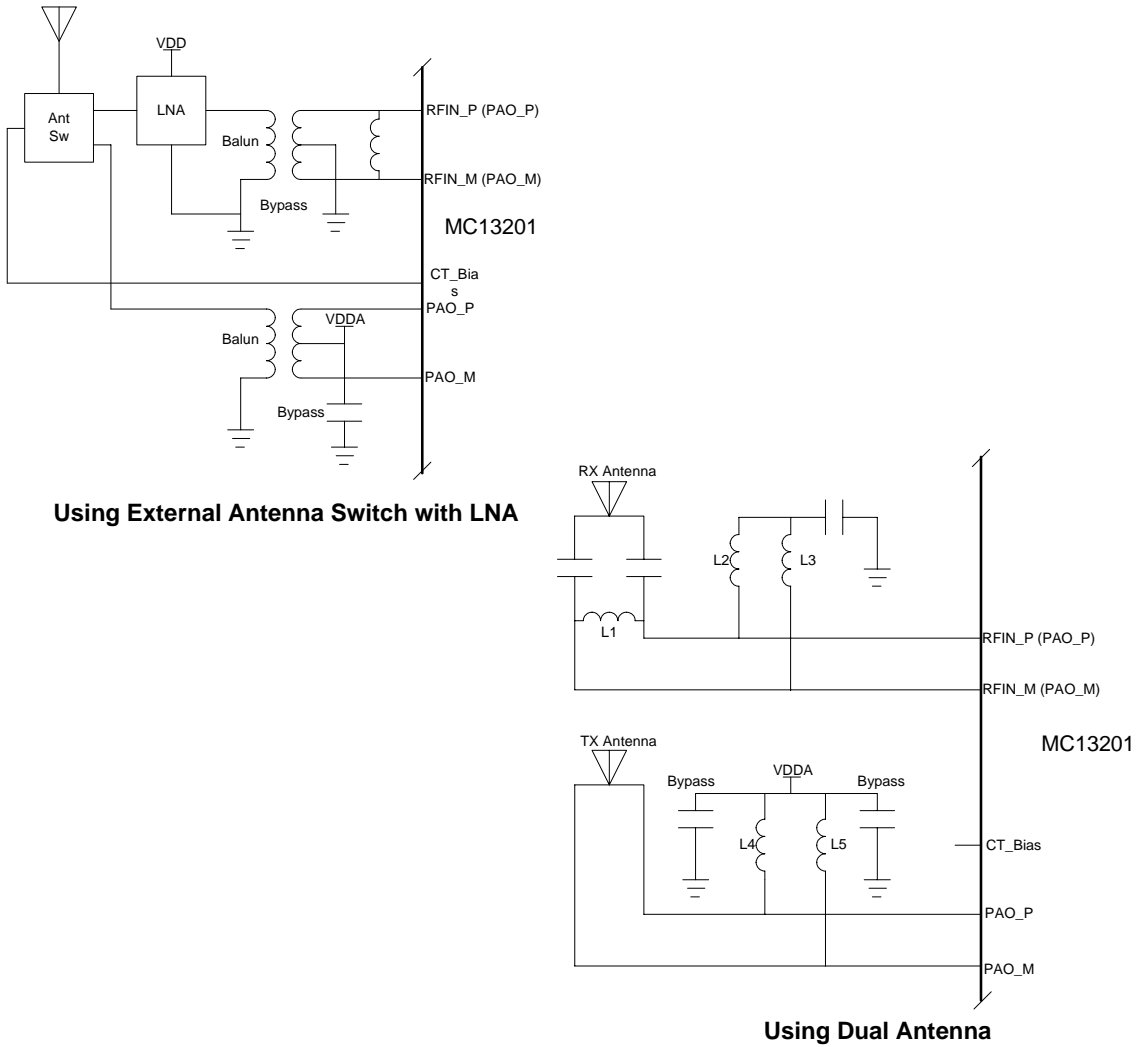 VDD
LNA
Ant
Sw
RFIN_P (PAO_P)
Balun
RFIN_M (PAO_M)
Bypass
MC13201
CT_Bia
s
PAO_P
VDDA
Balun
PAO_M
Bypass
Using External Antenna Switch with LNA
RX Antenna
L2
L3
L1
RFIN_P (PAO_P)
RFIN_M (PAO_M)
MC13201
TX Antenna
Bypass
VDDA
Bypass
L4
L5
CT_Bias
PAO_P
PAO_M
Using Dual Antenna